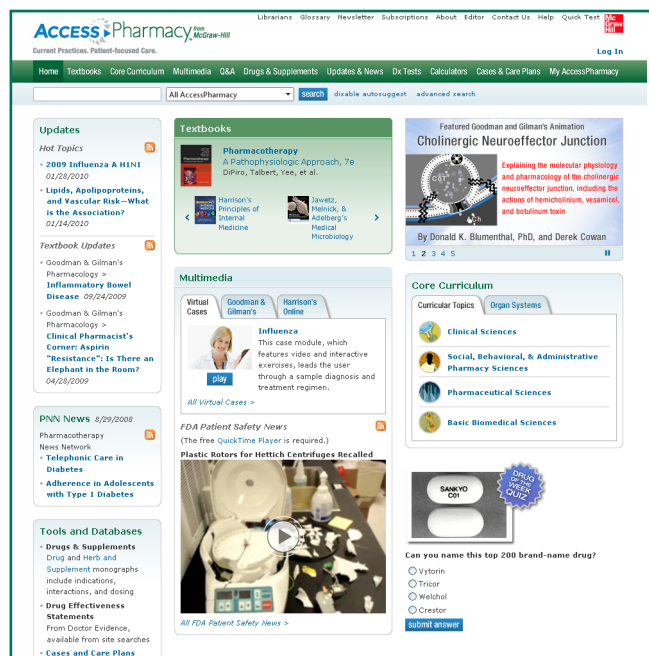 Librarians Glossary Newsletter Subscriptions About Editor Contact Us Help Quick Test
Mc
Graw
Hill
ACCESS Pharmacy from
McGraw-Hill
Current Practices. Patient-focused Care.
Log In
Home Textbooks Core Curriculum Multimedia Q&A Drugs & Supplements Updates & News Dx Tests Calculators Cases & Care Plans My AccessPharmacy
All AccessPharmacy search disable autosuggest advanced search
Updates
Hot Topics
2009 Influenza A H1N1
01/28/2010
Lipids, Apolipoproteins,
and Vascular Risk—What
is the Association?
01/14/2010
Textbook Updates
Goodman & Gilman's
Pharmacology >
Inflammatory Bowel
Disease 09/24/2009
Goodman & Gilman's
Pharmacology >
Clinical Pharmacist's
Corner: Aspirin
"Resistance": Is There an
Elephant in the Room?
04/28/2009
PNN News 8/29/2008
Pharmacotherapy
News Network
Telephonic Care in
Diabetes
Adherence in Adolescents
with Type 1 Diabetes
Tools and Databases
Drugs & Supplements
Drug and Herb and
Supplement monographs
include indications,
interactions, and dosing
Drug Effectiveness
Statements
From Doctor Evidence,
available from site searches
Cases and Care Plans
Textbooks
Pharmacotherapy
A Pathophysiologic Approach, 7e
DiPiro, Talbert, Yee, et al.
Harrison's
Principles of
Internal
Medicine
Jawetz,
Melnick, &
Adelberg's
Medical
Microbiology
Multimedia
Virtual
Cases
Goodman &
Gilman's
Harrison's
Online
Influenza
This case module, which
features video and interactive
exercises, leads the user
through a sample diagnosis and
treatment regimen.
play
All Virtual Cases >
FDA Patient Safety News
(The free QuickTime Player is required.)
Plastic Rotors for Hettich Centrifuges Recalled
All FDA Patient Safety News >
Featured Goodman and Gilman's Animation
Cholinergic Neuroeffector Junction
Explaining the molecular physiology
and pharmacology of the cholinergic
neuroeffector junction, including the
actions of hemicholinium, vesamicol,
and botulinum toxin
By Donald K. Blumenthal, PhD, and Derek Cowan
1 2 3 4 5
Core Curriculum
Curricular Topics Organ Systems
Clinical Sciences
Social, Behavioral, & Administrative
Pharmacy Sciences
Pharmaceutical Sciences
Basic Biomedical Sciences
SANKYO
C01
DRUG
OF THE
WEEK
QUIZ
Can you name this top 200 brand-name drug?
Vytorin
Tricor
Welchol
Crestor
submit answer